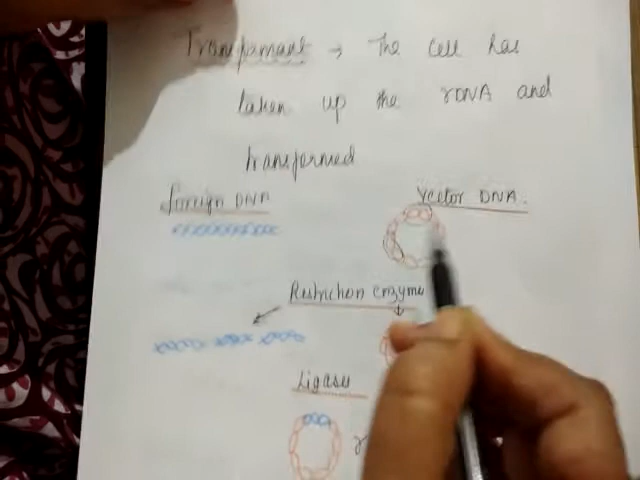 Transformant → The cell has
taken up the rDNA and
transformed
foreign DNA
Vector DNA.
Restriction enzyme
Ligase
r